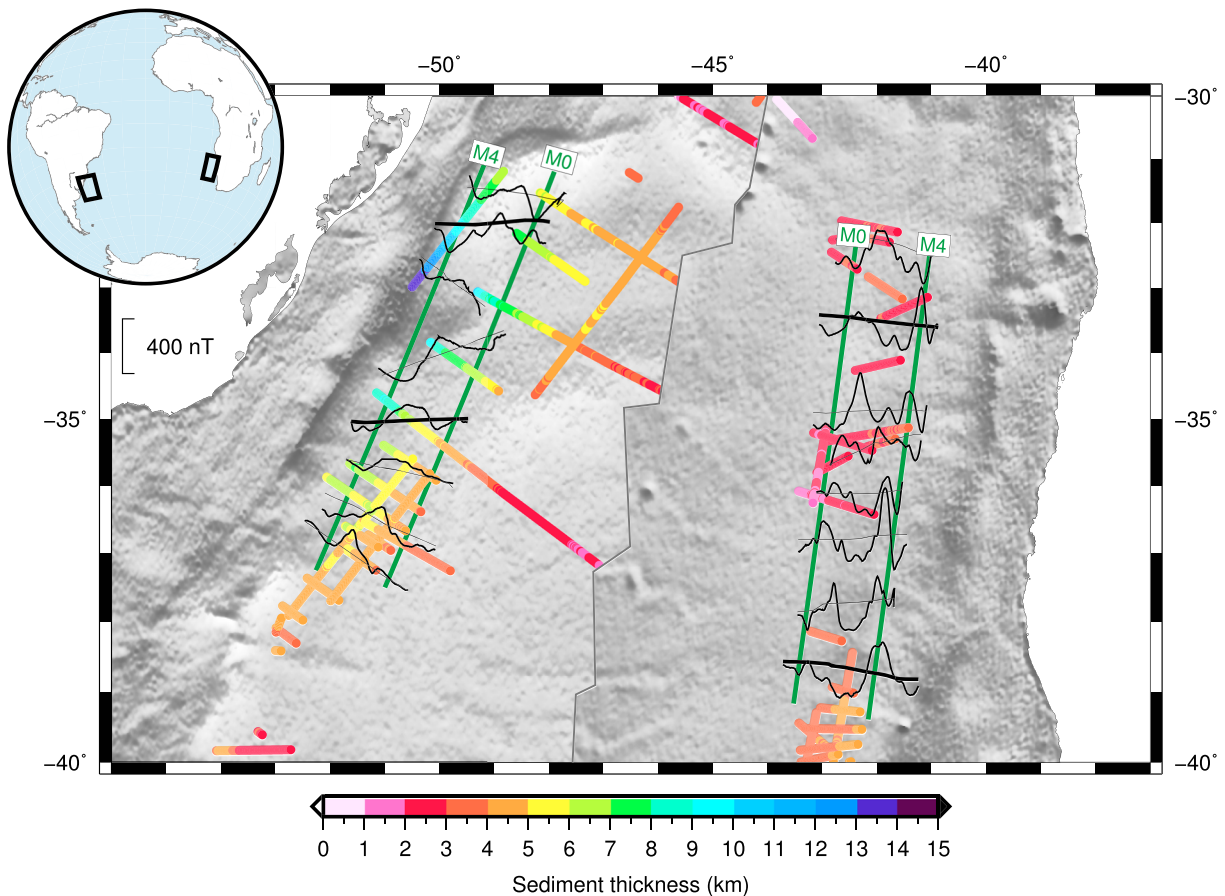 −50˚ −45˚ −40˚
−30˚
M4 M0
M0 M4
400 nT
−35˚ −35˚
−40˚ −40˚
0 1 2 3 4 5 6 7 8 9 10 11 12 13 14 15
Sediment thickness (km)